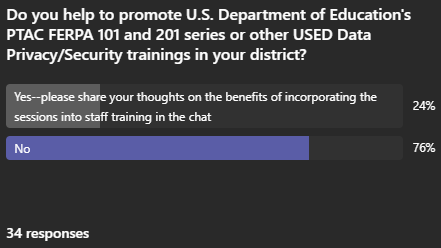 Do you help to promote U.S. Department of Education's
PTAC FERPA 101 and 201 series or other USED Data
Privacy/Security trainings in your district?
Yes--please share your thoughts on the benefits of incorporating the
sessions into staff training in the chat
24%
No
76%
34 responses